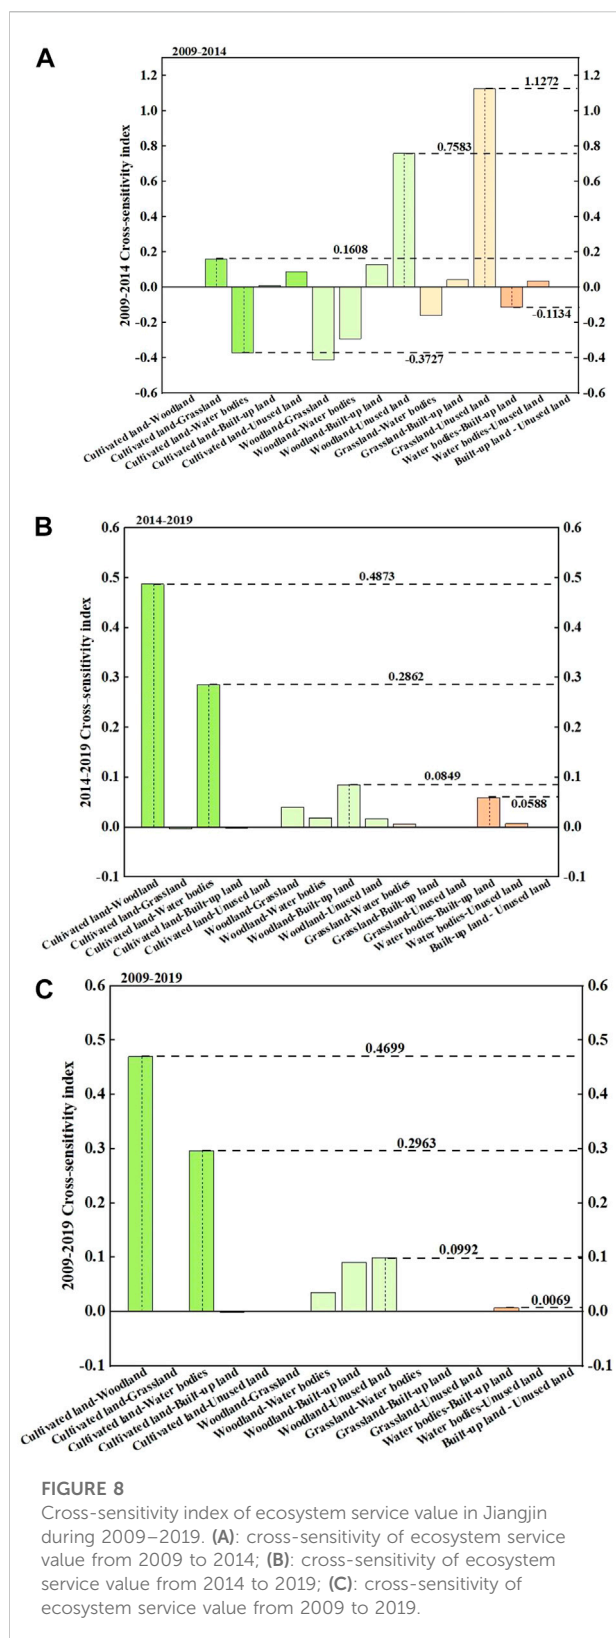 A
2009-2014
1.2
1.0
0.8
0.6
0.4
0.2
0.0
-0.2
-0.4
-0.6
2009-2014 Cross-sensitivity index
1.1272
0.7583
0.1608
-0.1134
-0.3727
1.2
1.0
0.8
0.6
0.4
0.2
0.0
-0.2
-0.4
-0.6
Cultivated land-Woodland
Cultivated land-Grassland
Cultivated land-Water bodies
Cultivated land-Built-up land
Cultivated land-Unused land
Woodland-Grassland
Woodland-Water bodies
Woodland-Built-up land
Woodland-Unused land
Grassland-Water bodies
Grassland-Built-up land
Grassland-Unused land
Water bodies-Built-up land
Water bodies-Unused land
Built-up land - Unused land
B
2014-2019
0.6
0.5
0.4
0.3
0.2
0.1
0.0
-0.1
2014-2019 Cross-sensitivity index
0.4873
0.2862
0.0849
0.0588
0.6
0.5
0.4
0.3
0.2
0.1
0.0
-0.1
Cultivated land-Woodland
Cultivated land-Grassland
Cultivated land-Water bodies
Cultivated land-Built-up land
Cultivated land-Unused land
Woodland-Grassland
Woodland-Water bodies
Woodland-Built-up land
Woodland-Unused land
Grassland-Water bodies
Grassland-Built-up land
Grassland-Unused land
Water bodies-Built-up land
Water bodies-Unused land
Built-up land - Unused land
C
2009-2019
0.6
0.5
0.4
0.3
0.2
0.1
0.0
-0.1
2009-2019 Cross-sensitivity index
0.4699
0.2963
0.0992
0.0069
0.6
0.5
0.4
0.3
0.2
0.1
0.0
-0.1
Cultivated land-Woodland
Cultivated land-Grassland
Cultivated land-Water bodies
Cultivated land-Built-up land
Cultivated land-Unused land
Woodland-Grassland
Woodland-Water bodies
Woodland-Built-up land
Woodland-Unused land
Grassland-Water bodies
Grassland-Built-up land
Grassland-Unused land
Water bodies-Built-up land
Water bodies-Unused land
Built-up land - Unused land
FIGURE 8
Cross-sensitivity index of ecosystem service value in Jiangjin
during 2009–2019. (A): cross-sensitivity of ecosystem service
value from 2009 to 2014; (B): cross-sensitivity of ecosystem
service value from 2014 to 2019; (C): cross-sensitivity of
ecosystem service value from 2009 to 2019.